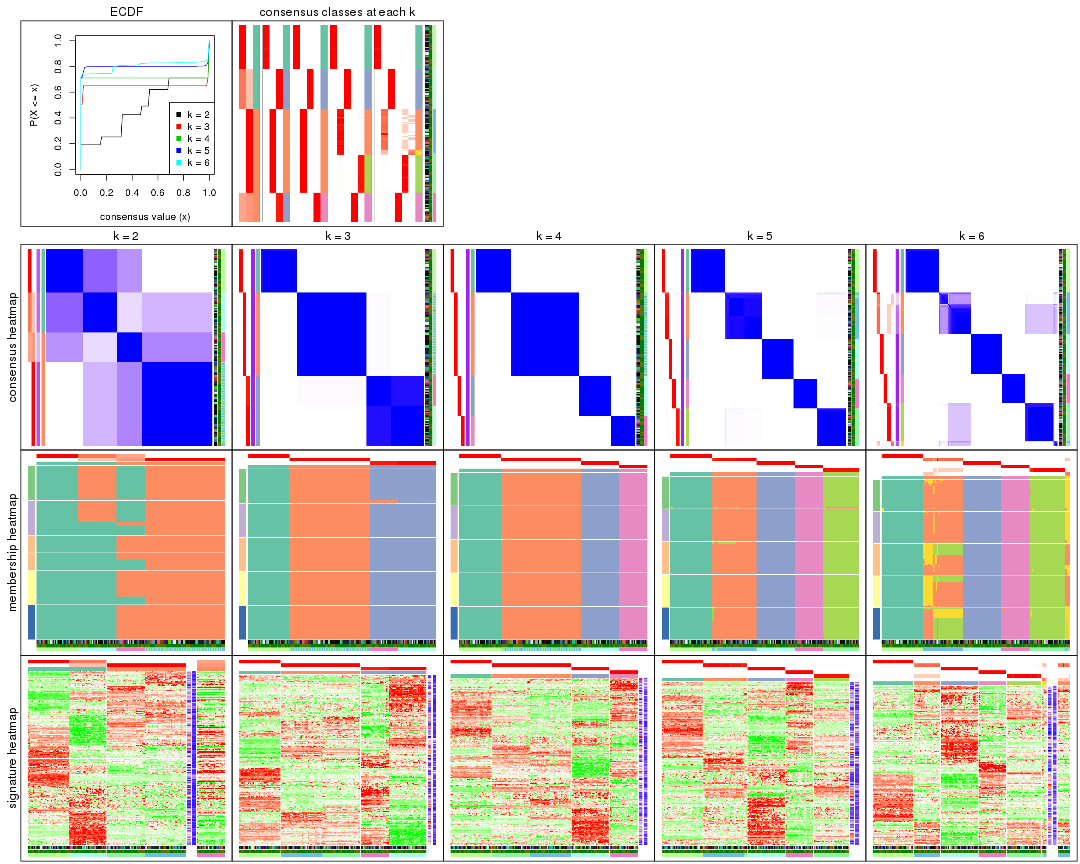 ECDF
consensus classes at each k
P(X <= x)
0.0 0.2 0.4 0.6 0.8 1.0
k = 2
k = 3
k = 4
k = 5
k = 6
0.0 0.2 0.4 0.6 0.8 1.0
consensus value (x)
k = 2
k = 3
k = 4
k = 5
k = 6
consensus heatmap
membership heatmap
signature heatmap